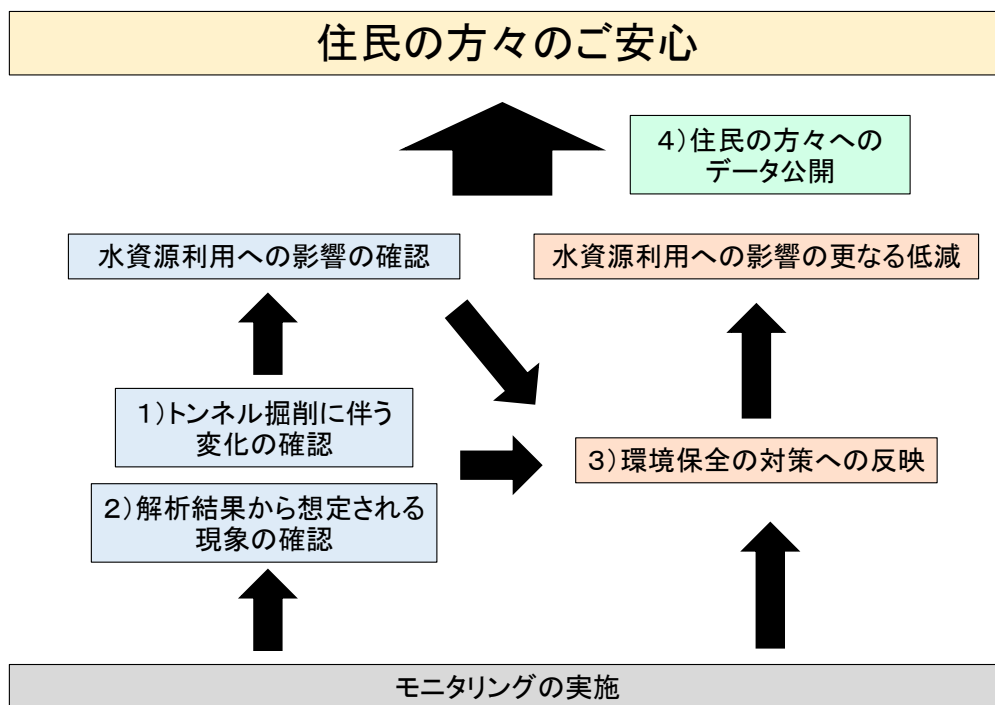 住民の方々のご安心
4)住民の方々への
データ公開
水資源利用への影響の確認
水資源利用への影響の更なる低減
1)トンネル掘削に伴う
変化の確認
3)環境保全の対策への反映
2)解析結果から想定される
現象の確認
モニタリングの実施